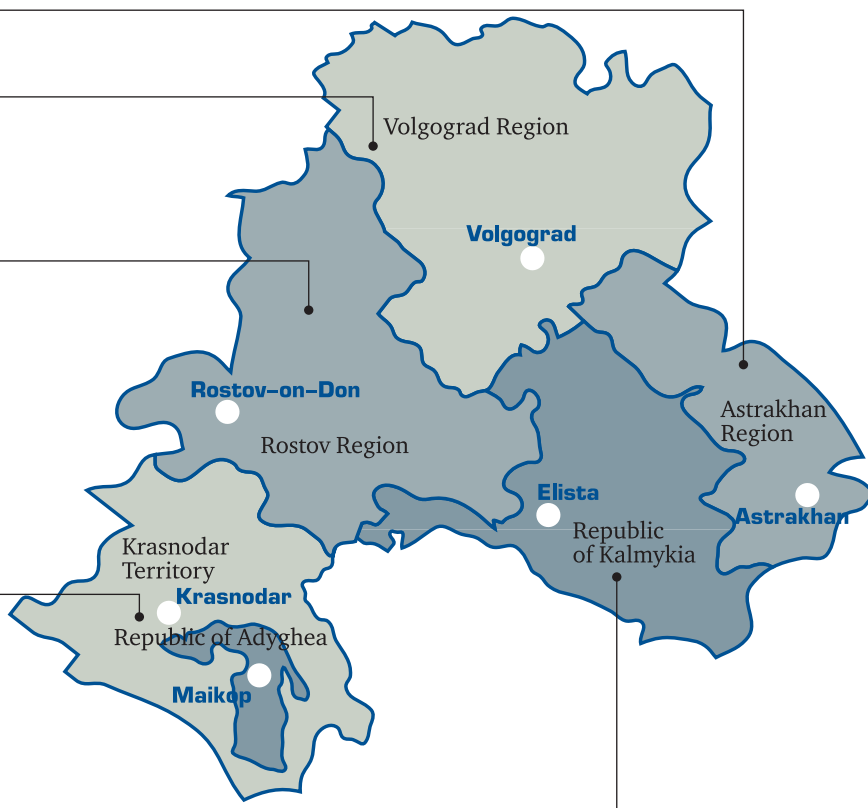 Volgograd Region
Volgograd
Rostov–on–Don
Astrakhan
Region
Rostov Region
Elista
Astrakhan
Republic
of Kalmykia
Krasnodar
Territory
Krasnodar
Republic of Adyghea
Maikop